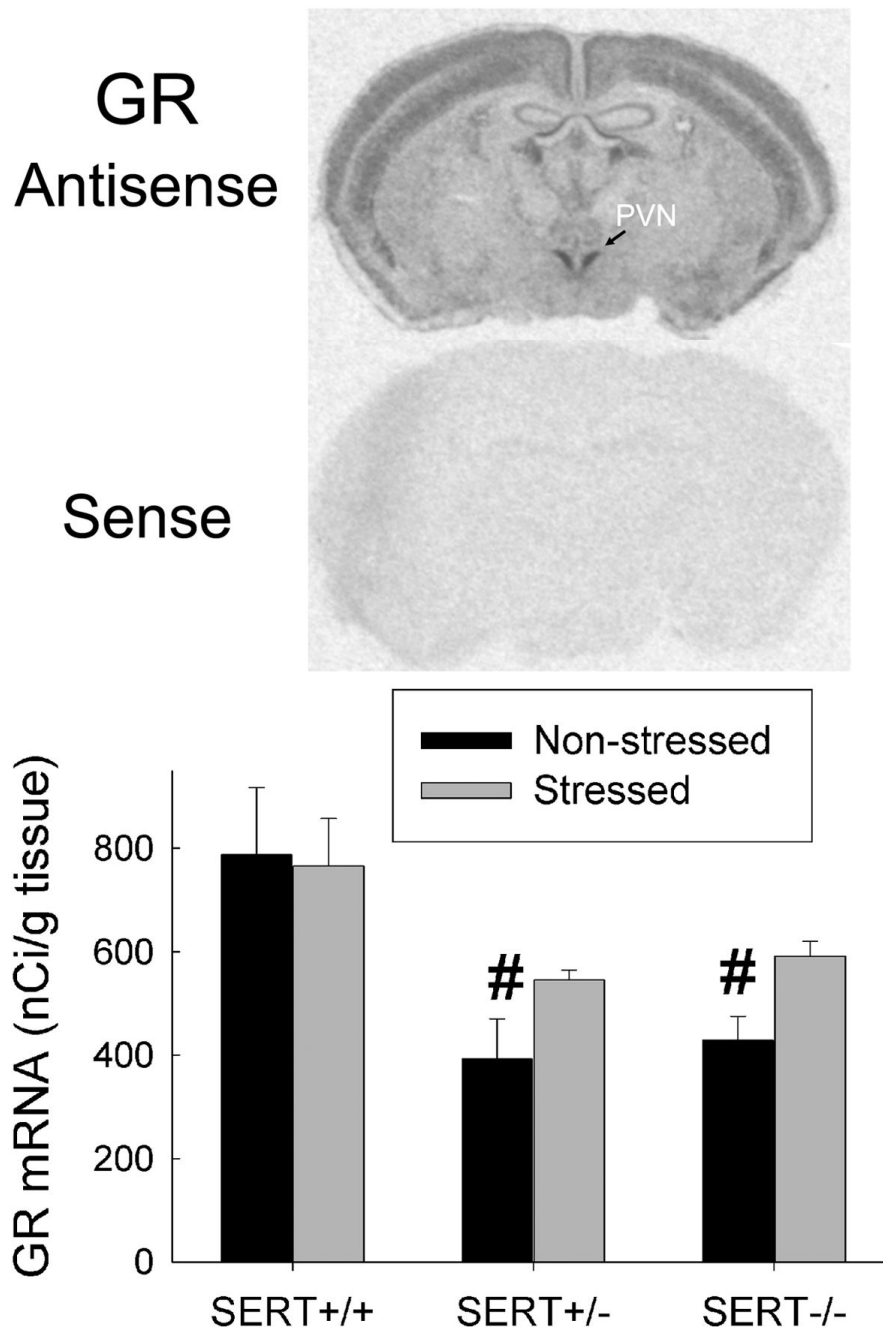 GR
Antisense
PVN
Sense
Non-stressed
Stressed
GR mRNA (nCi/g tissue)
800
600
400
200
0
#
#
SERT+/+
SERT+/-
SERT-/-